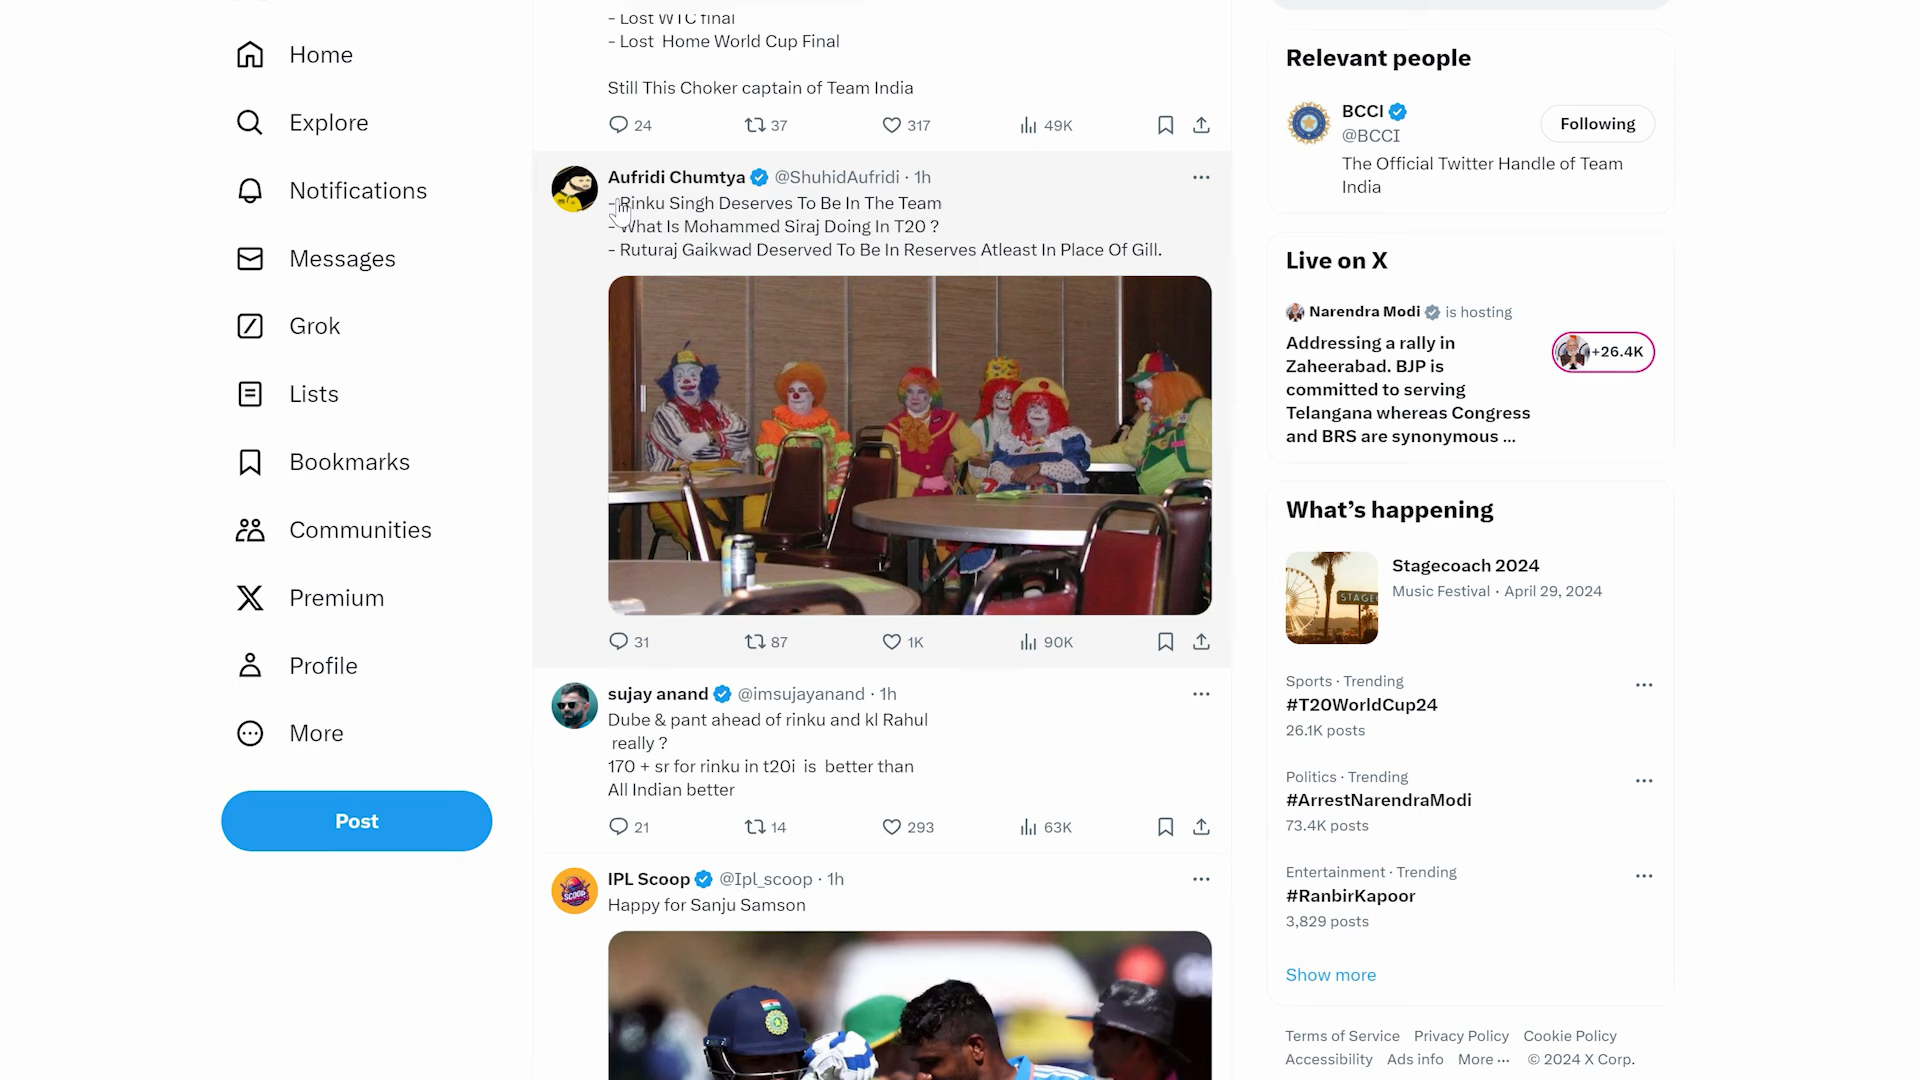 Home
Explore
Notifications
Messages
Grok
Lists
Bookmarks
Communities
Premium
Profile
More
Post
- Lost WTC final
- Lost Home World Cup Final
Still This Choker captain of Team India
24 37 317 49K
Aufridi Chumtya @ShuhidAufridi · 1h
- Rinku Singh Deserves To Be In The Team
- What Is Mohammed Siraj Doing In T20 ?
- Ruturaj Gaikwad Deserved To Be In Reserves Atleast In Place Of Gill.
31 87 1K 90K
sujay anand @imsujayanand · 1h
Dube & pant ahead of rinku and kl Rahul
really ?
170 + sr for rinku in t20i is better than
All Indian better
21 14 293 63K
IPL Scoop @Ipl_scoop · 1h
SCOOP
Happy for Sanju Samson
Relevant people
BCCI
@BCCI
Following
The Official Twitter Handle of Team
India
Live on X
Narendra Modi is hosting
Addressing a rally in
Zaheerabad. BJP is
committed to serving
Telangana whereas Congress
and BRS are synonymous ...
+26.4K
What's happening
STAGE
Stagecoach 2024
Music Festival · April 29, 2024
Sports · Trending
#T20WorldCup24
26.1K posts
Politics · Trending
#ArrestNarendraModi
73.4K posts
Entertainment · Trending
#RanbirKapoor
3,829 posts
Show more
Terms of Service Privacy Policy Cookie Policy
Accessibility Ads info More ··· © 2024 X Corp.